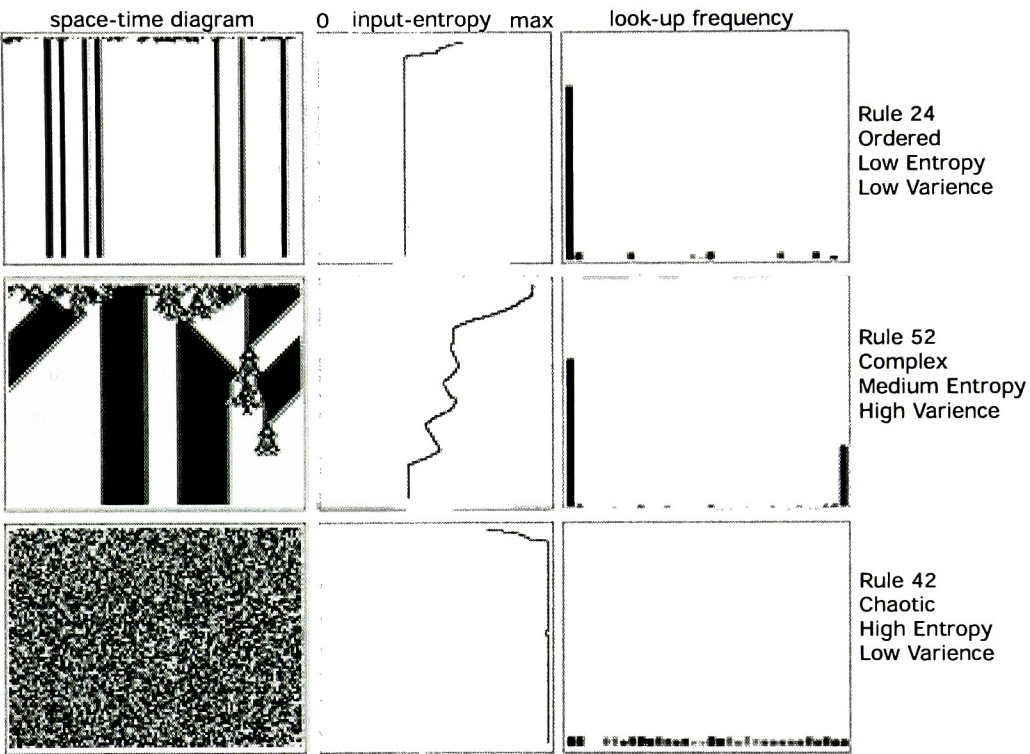 space-time diagram
0 input-entropy max
look-up frequency
Rule 24
Ordered
Low Entropy
Low Varience
Rule 52
Complex
Medium Entropy
High Varience
Rule 42
Chaotic
High Entropy
Low Varience